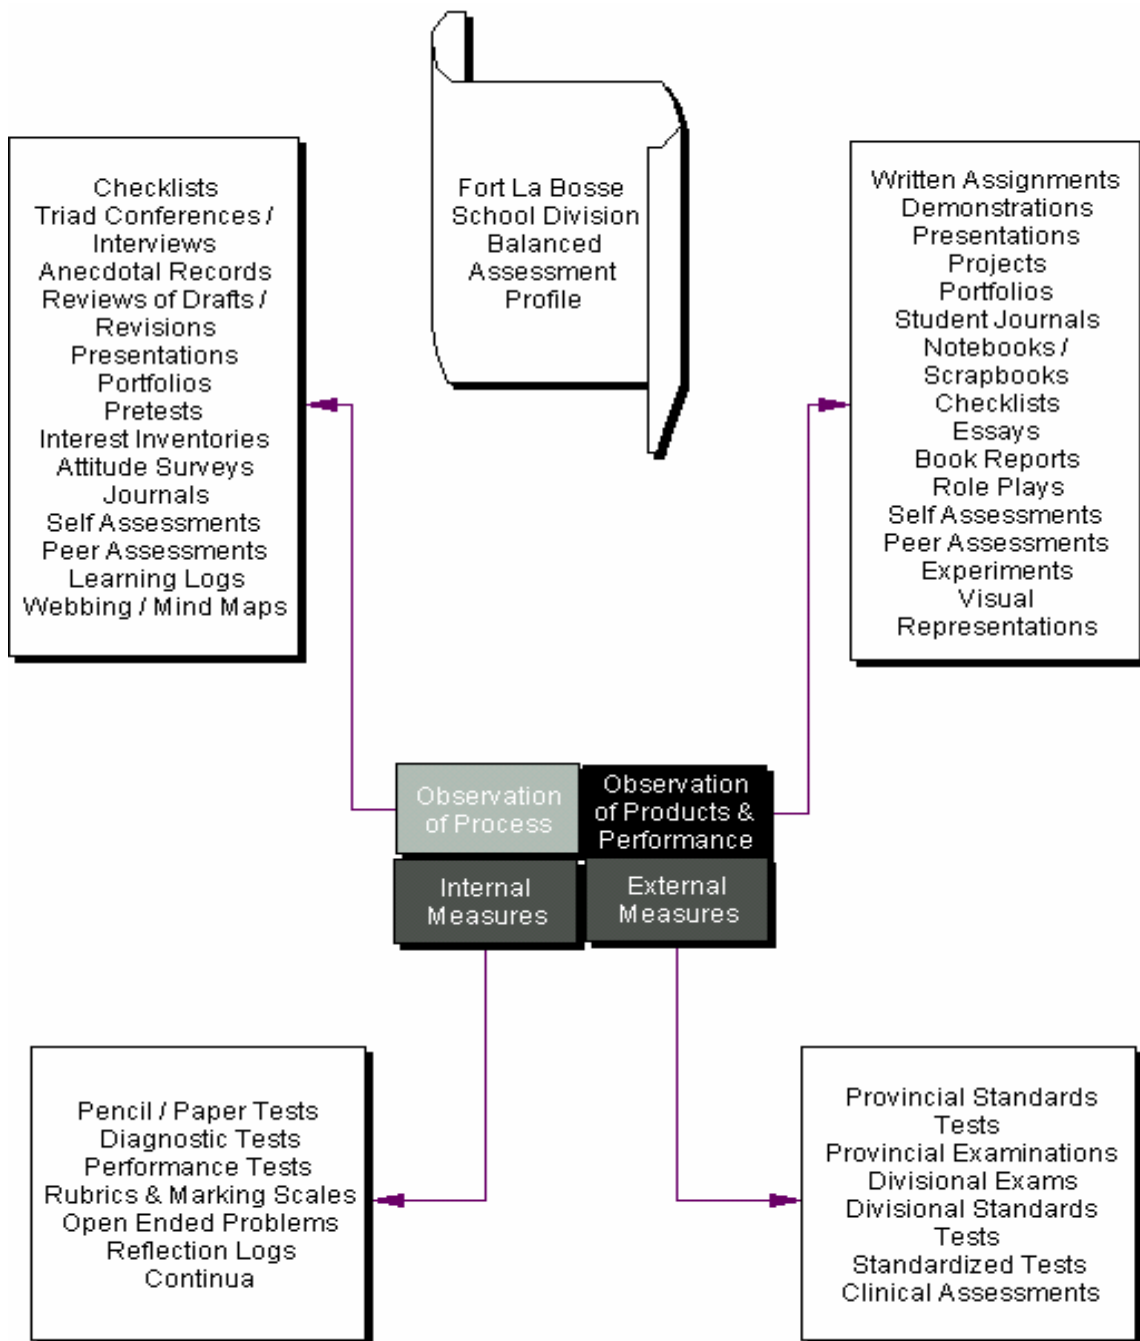 Fort La Bosse
School Division
Balanced
Assessment
Profile
Checklists
Triad Conferences /
Interviews
Anecdotal Records
Reviews of Drafts /
Revisions
Presentations
Portfolios
Pretests
Interest Inventories
Attitude Surveys
Journals
Self Assessments
Peer Assessments
Learning Logs
Webbing / Mind Maps
Written Assignments
Demonstrations
Presentations
Projects
Portfolios
Student Journals
Notebooks /
Scrapbooks
Checklists
Essays
Book Reports
Role Plays
Self Assessments
Peer Assessments
Experiments
Visual
Representations
Observation
of Process
Observation
of Products &
Performance
Internal
Measures
External
Measures
Pencil / Paper Tests
Diagnostic Tests
Performance Tests
Rubrics & Marking Scales
Open Ended Problems
Reflection Logs
Continua
Provincial Standards
Tests
Provincial Examinations
Divisional Exams
Divisional Standards
Tests
Standardized Tests
Clinical Assessments